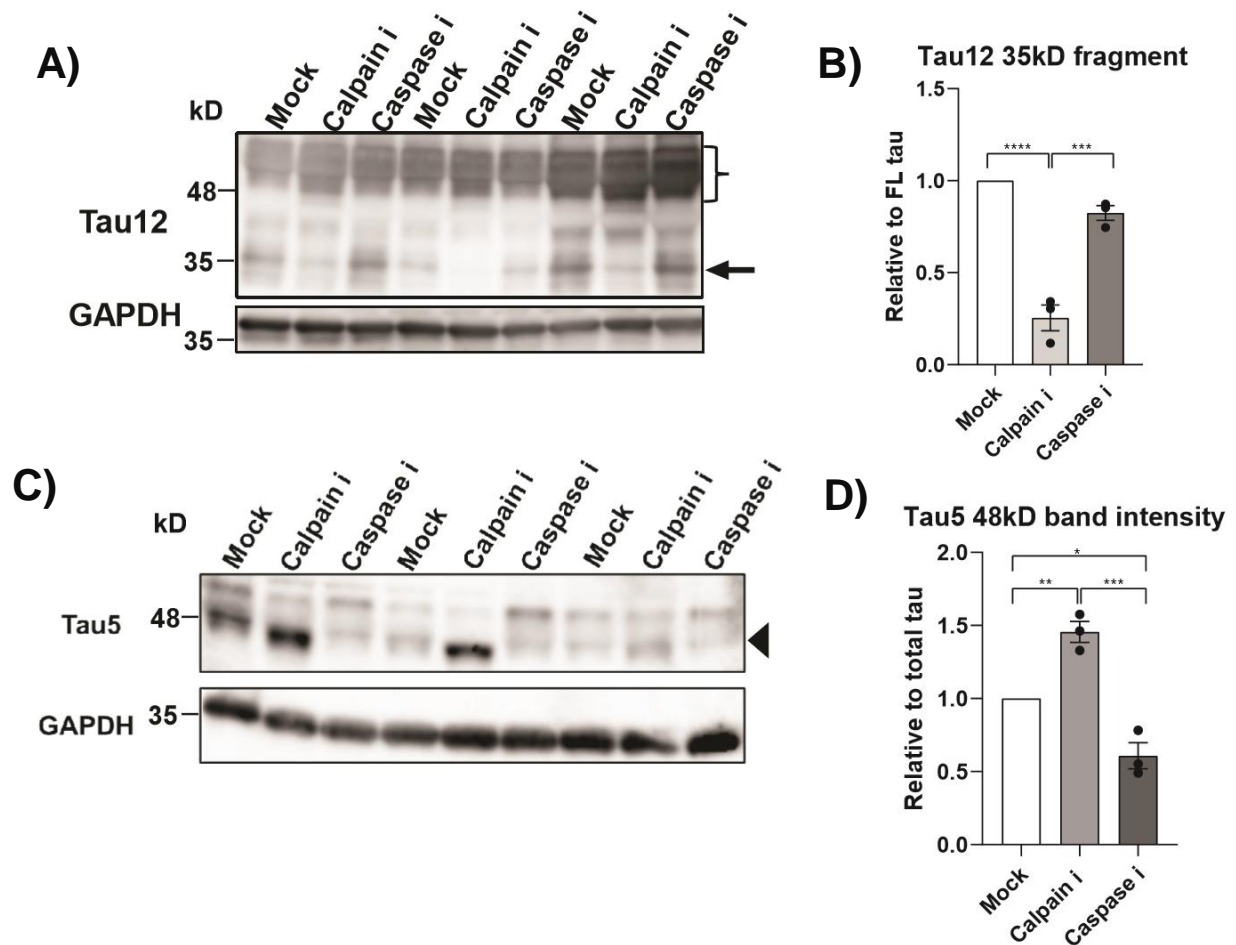 A)
Mock
Calpain i
Caspase i
Mock
Calpain i
Caspase i
Mock
Calpain i
Caspase i
kD
48
Tau12
35
GAPDH
35
B)
Tau12 35kD fragment
Relative to FL tau
1.5
1.0
0.5
0.0
****
***
Mock
Calpain i
Caspase i
C)
Mock
Calpain i
Caspase i
Mock
Calpain i
Caspase i
Mock
Calpain i
Caspase i
kD
Tau5
48
GAPDH
35
D)
Tau5 48kD band intensity
Relative to total tau
2.0
1.5
1.0
0.5
0.0
*
**
***
Mock
Calpain i
Caspase i